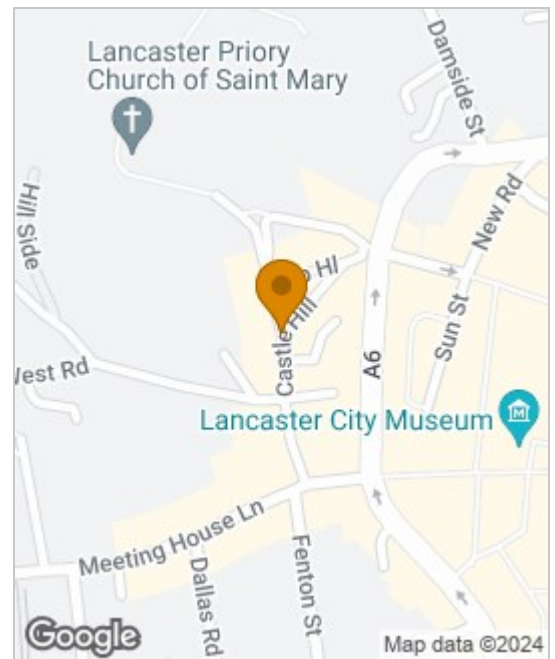 Lancaster Priory
Church of Saint Mary
Damside St
Hill Side
New Rd
Hl
Castle Hill
Sun St
A6
West Rd
Lancaster City Museum
Meeting House Ln
Dallas Rd
Fenton St
Google
Map data ©2024